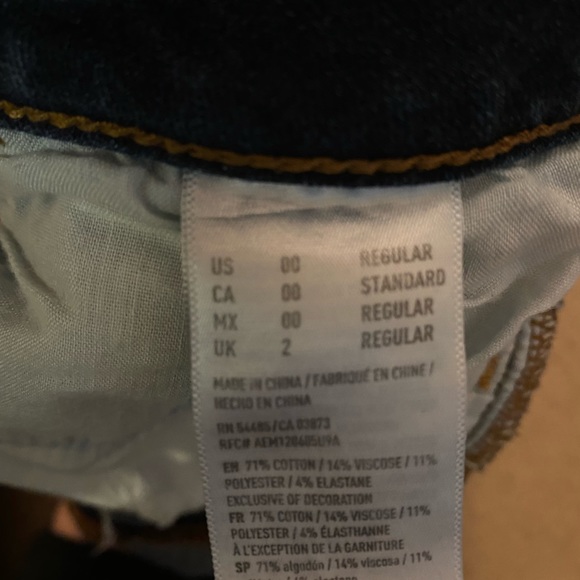 US 00 REGULAR
CA 00 STANDARD
MX 00 REGULAR
UK 2 REGULAR
MADE IN CHINA / FABRIQUÉ EN CHINE /
HECHO EN CHINA
RN 54485/CA 03873
RFC# AEM120605U9A
EN 71% COTTON / 14% VISCOSE / 11%
POLYESTER / 4% ELASTANE
EXCLUSIVE OF DECORATION
FR 71% COTON / 14% VISCOSE / 11%
POLYESTER / 4% ÉLASTHANNE
À L'EXCEPTION DE LA GARNITURE
SP 71% algodón / 14% viscosa / 11%